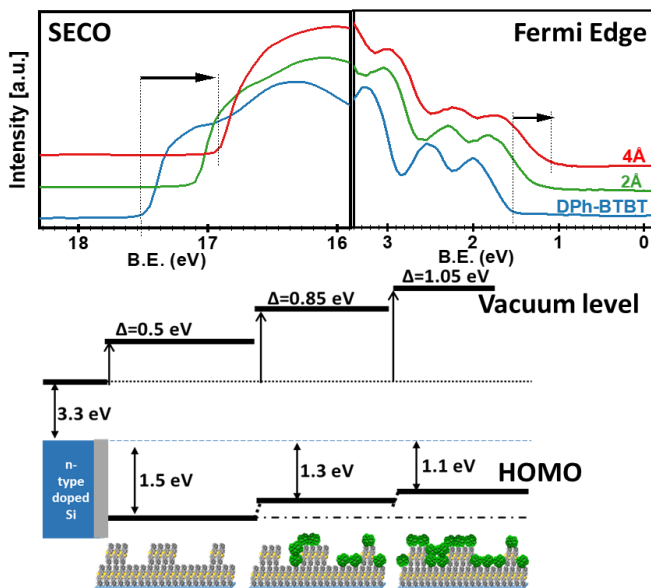 SECO
Fermi Edge
Intensity [a.u.]
4Å
2Å
DPh-BTBT
18 17 16 3 2 1 0
B.E. (eV) B.E. (eV)
Δ=1.05 eV
Δ=0.85 eV
Vacuum level
Δ=0.5 eV
3.3 eV
n-
type
doped
Si
1.5 eV
1.3 eV
1.1 eV
HOMO